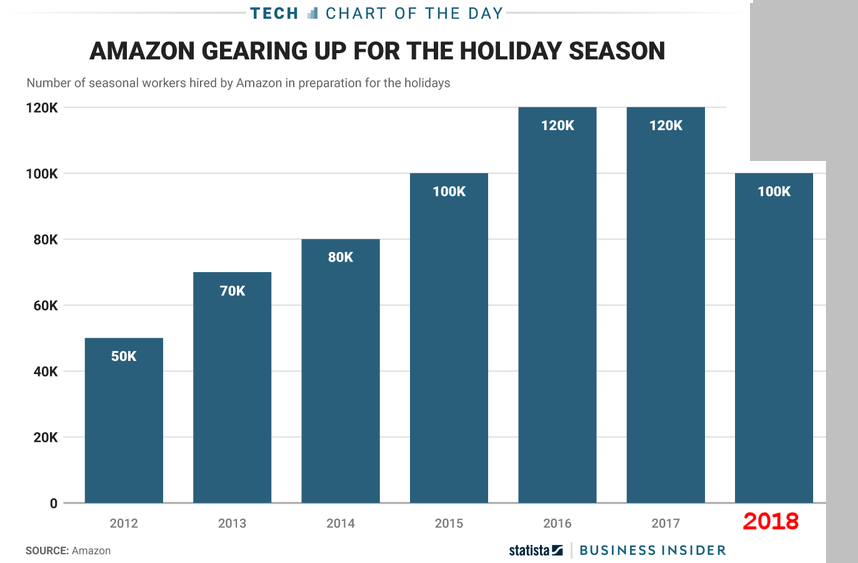 TECH CHART OF THE DAY
AMAZON GEARING UP FOR THE HOLIDAY SEASON
Number of seasonal workers hired by Amazon in preparation for the holidays
120K
100K
80K
60K
40K
20K
0
50K
70K
80K
100K
120K
120K
100K
2012 2013 2014 2015 2016 2017 2018
SOURCE: Amazon
statista BUSINESS INSIDER